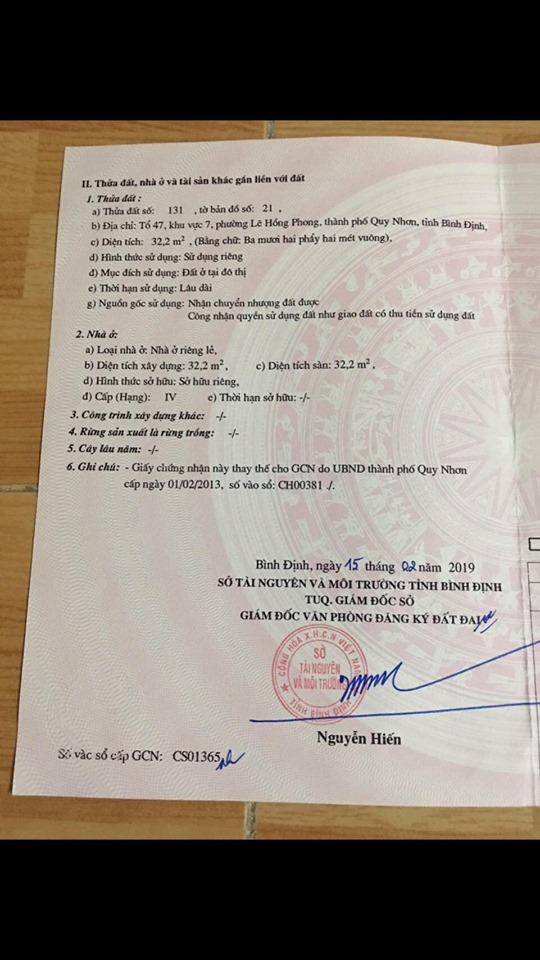 II. Thửa đất, nhà ở và tài sản khác gắn liền với đất
1. Thửa đất :
a) Thửa đất số: 131 , tờ bản đồ số: 21 ,
b) Địa chỉ: Tổ 47, khu vực 7, phường Lê Hồng Phong, thành phố Quy Nhơn, tỉnh Bình Định,
c) Diện tích: 32,2 m², (Bằng chữ: Ba mươi hai phẩy hai mét vuông),
d) Hình thức sử dụng: Sử dụng riêng
đ) Mục đích sử dụng: Đất ở tại đô thị
e) Thời hạn sử dụng: Lâu dài
g) Nguồn gốc sử dụng: Nhận chuyển nhượng đất được
Công nhận quyền sử dụng đất như giao đất có thu tiền sử dụng đất
2. Nhà ở:
a) Loại nhà ở: Nhà ở riêng lẻ,
b) Diện tích xây dựng: 32,2 m², c) Diện tích sàn: 32,2 m²,
d) Hình thức sở hữu: Sở hữu riêng,
đ) Cấp (Hạng): IV e) Thời hạn sở hữu: -/-
3. Công trình xây dựng khác: -/-
4. Rừng sản xuất là rừng trồng: -/-
5. Cây lâu năm: -/-
6. Ghi chú: - Giấy chứng nhận này thay thế cho GCN do UBND thành phố Quy Nhơn
cấp ngày 01/02/2013, số vào sổ: CH00381 ./.
Bình Định, ngày 15 tháng 02 năm 2019
SỞ TÀI NGUYÊN VÀ MÔI TRƯỜNG TỈNH BÌNH ĐỊNH
TUQ. GIÁM ĐỐC SỞ
GIÁM ĐỐC VĂN PHÒNG ĐĂNG KÝ ĐẤT ĐAI
CỘNG HÒA X.H.C.N VIỆT NAM
SỞ
TÀI NGUYÊN
VÀ MÔI TRƯỜNG
TỈNH BÌNH ĐỊNH
Nguyễn Hiến
Số vào sổ cấp GCN: CS01365